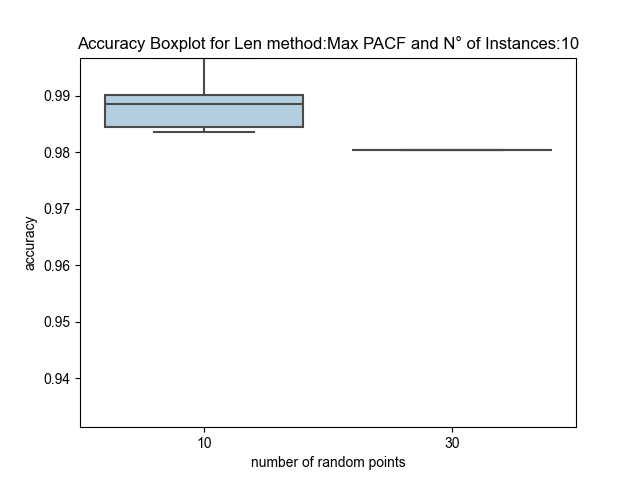 Accuracy Boxplot for Len method:Max PACF and N° of Instances:10
0.99
0.98
0.97
0.96
0.95
0.94
accuracy
10
30
number of random points